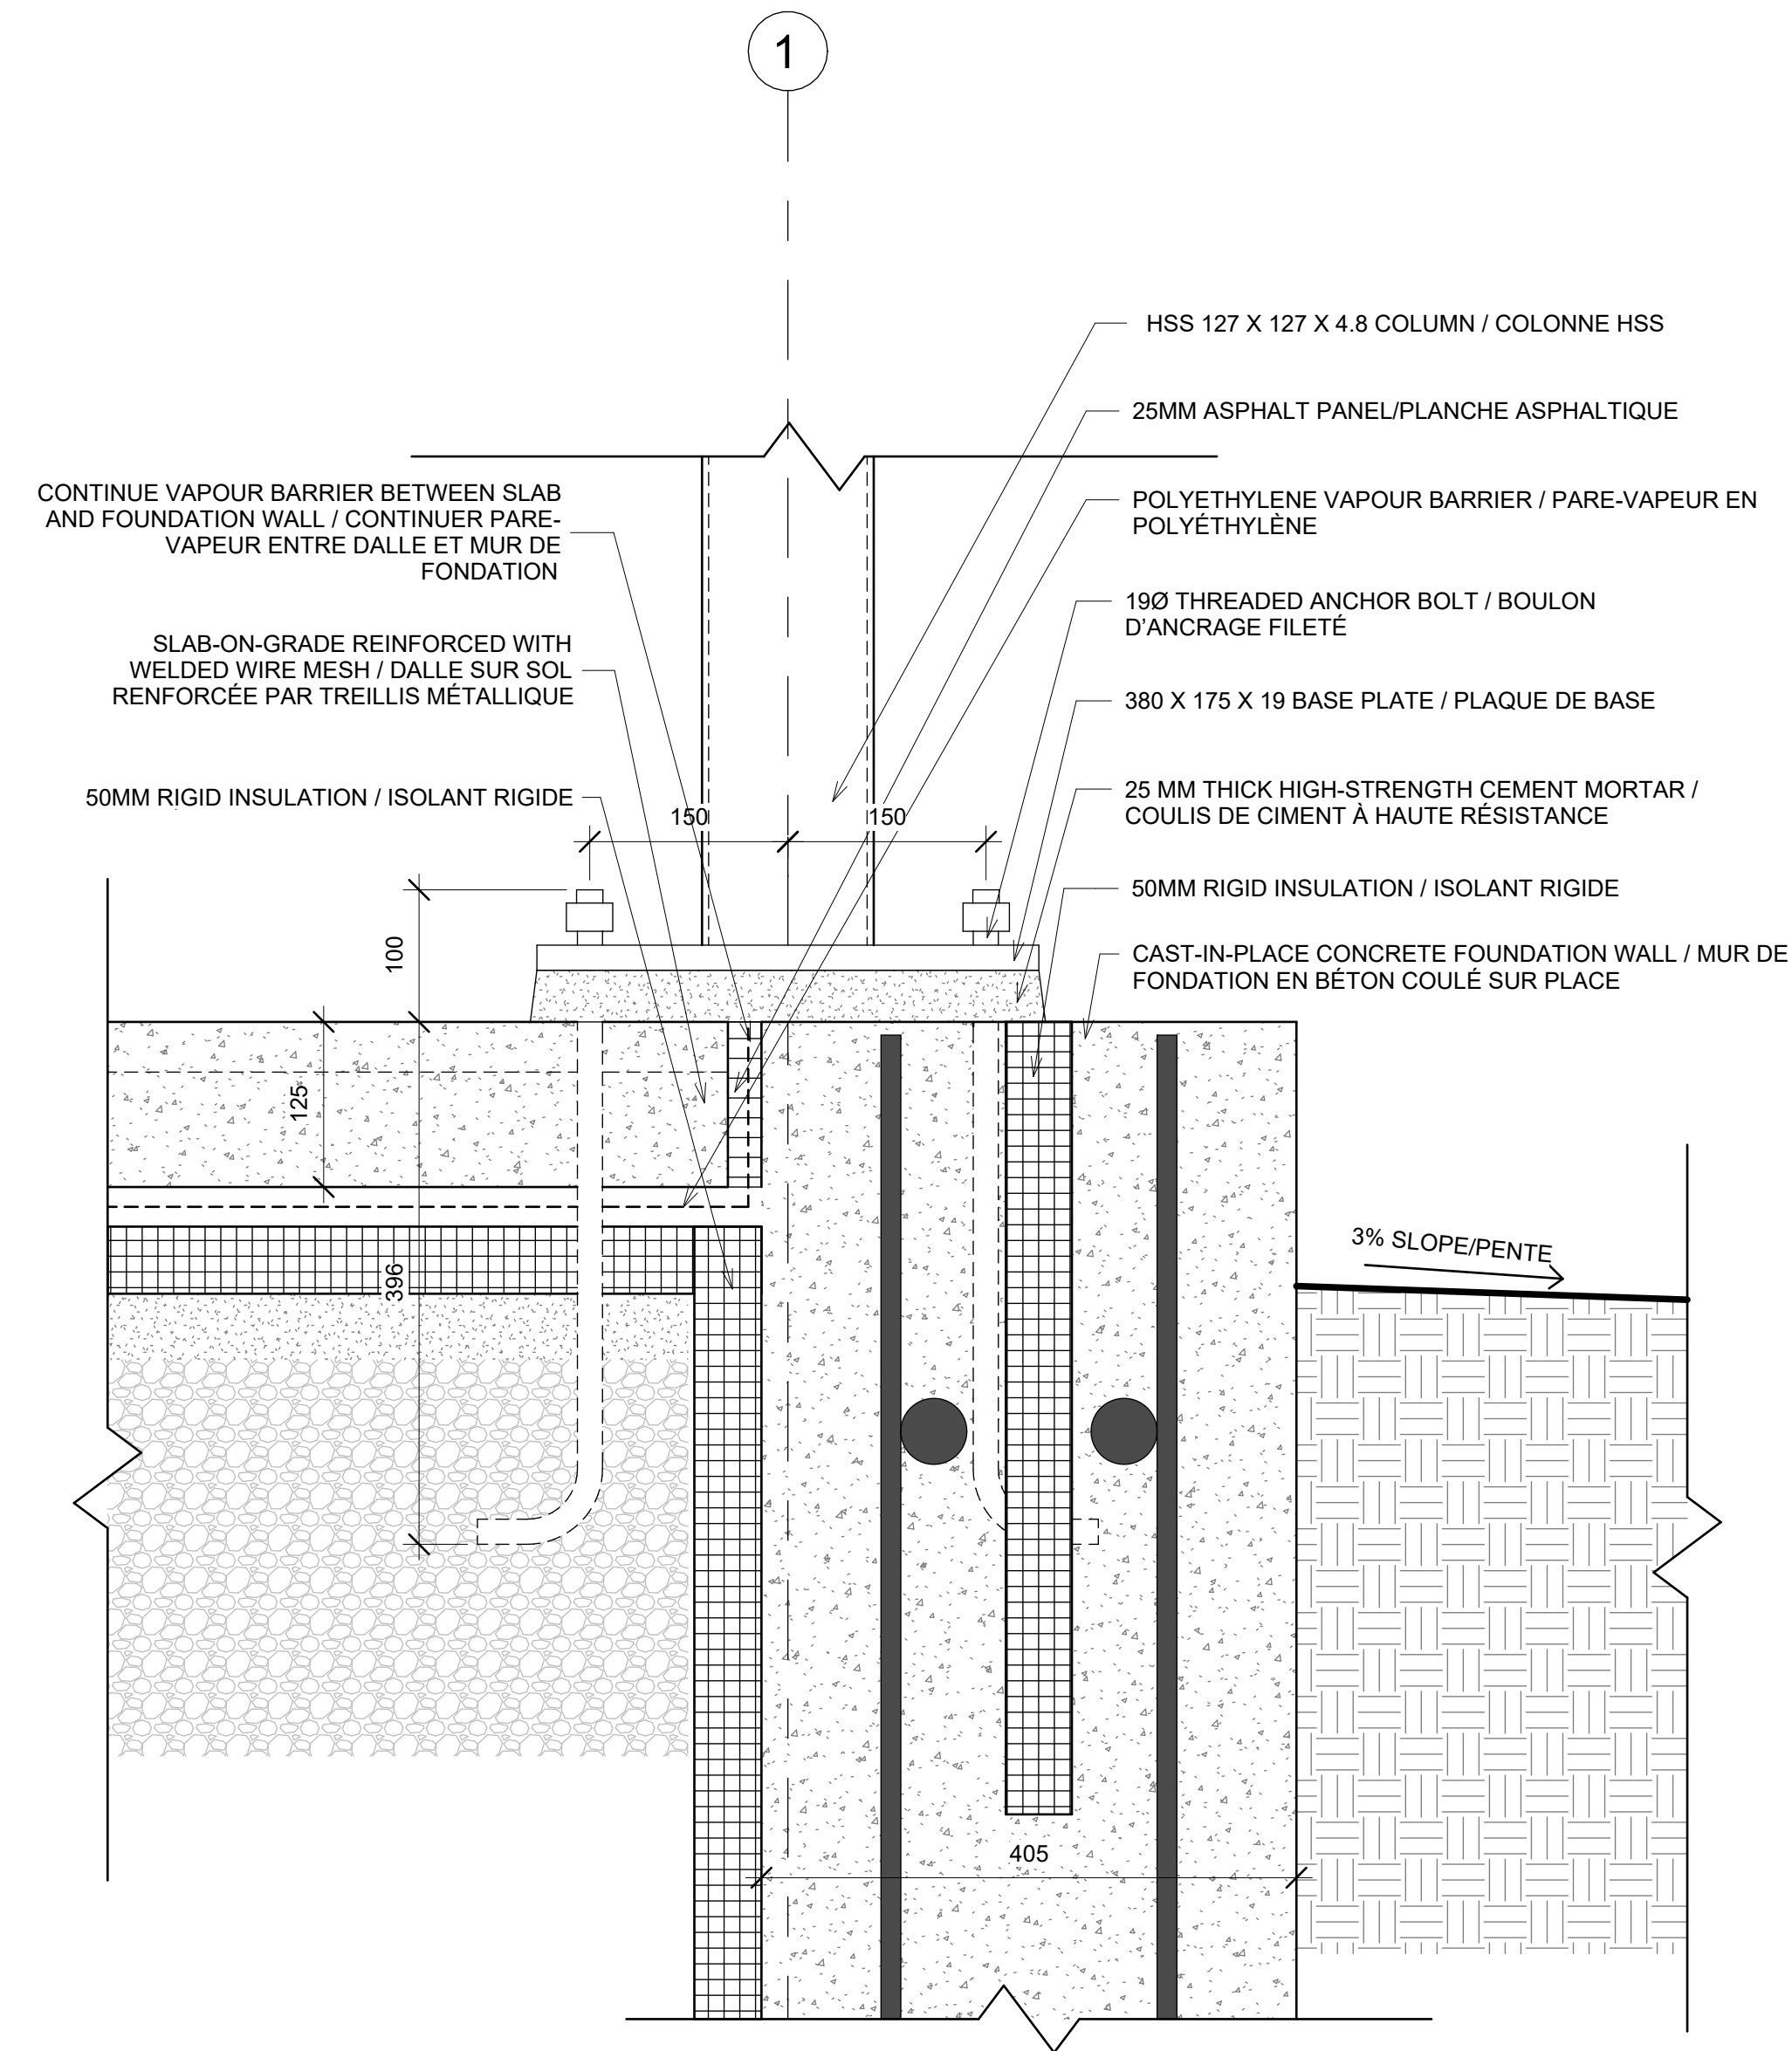 1
HSS 127 X 127 X 4.8 COLUMN / COLONNE HSS
25MM ASPHALT PANEL/PLANCHE ASPHALTIQUE
CONTINUE VAPOUR BARRIER BETWEEN SLAB
AND FOUNDATION WALL / CONTINUER PARE-
VAPEUR ENTRE DALLE ET MUR DE
FONDATION
POLYETHYLENE VAPOUR BARRIER / PARE-VAPEUR EN
POLYÉTHYLÈNE
19Ø THREADED ANCHOR BOLT / BOULON
D'ANCRAGE FILETÉ
SLAB-ON-GRADE REINFORCED WITH
WELDED WIRE MESH / DALLE SUR SOL
RENFORCÉE PAR TREILLIS MÉTALLIQUE
380 X 175 X 19 BASE PLATE / PLAQUE DE BASE
50MM RIGID INSULATION / ISOLANT RIGIDE
25 MM THICK HIGH-STRENGTH CEMENT MORTAR /
COULIS DE CIMENT À HAUTE RÉSISTANCE
150
150
50MM RIGID INSULATION / ISOLANT RIGIDE
CAST-IN-PLACE CONCRETE FOUNDATION WALL / MUR DE
FONDATION EN BÉTON COULÉ SUR PLACE
100
125
396
3% SLOPE/PENTE
405